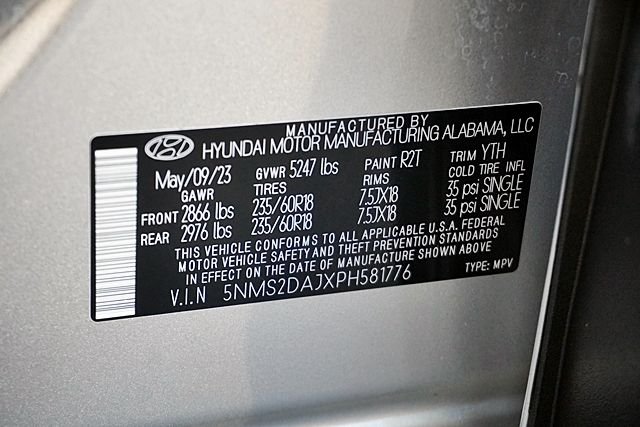 MANUFACTURED BY
HYUNDAI MOTOR MANUFACTURING ALABAMA, LLC
May/09/23 GVWR 5247 lbs PAINT R2T TRIM YTH
GAWR TIRES RIMS COLD TIRE INFL
FRONT 2866 lbs 235/60R18 7.5JX18 35 psi SINGLE
REAR 2976 lbs 235/60R18 7.5JX18 35 psi SINGLE
THIS VEHICLE CONFORMS TO ALL APPLICABLE U.S.A. FEDERAL
MOTOR VEHICLE SAFETY AND THEFT PREVENTION STANDARDS
IN EFFECT ON THE DATE OF MANUFACTURE SHOWN ABOVE
V.I.N 5NMS2DAJXPH581776 TYPE: MPV